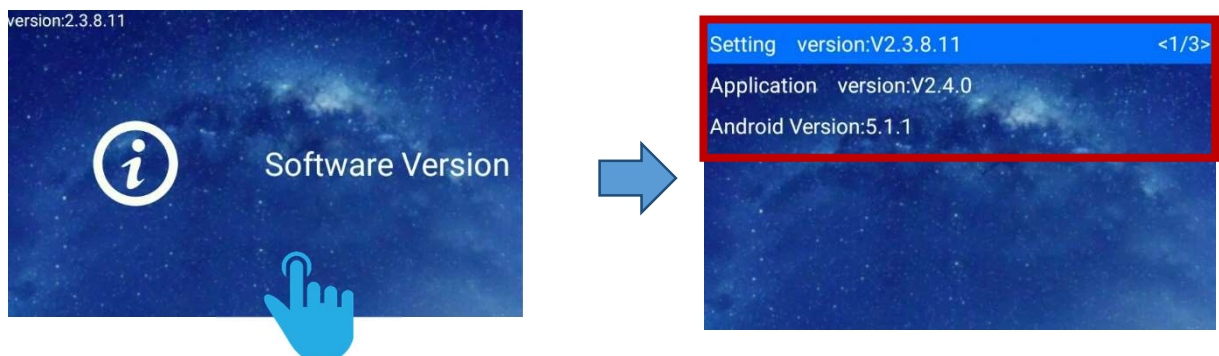 version:2.3.8.11
i
Software Version
Setting version:V2.3.8.11 <1/3>
Application version:V2.4.0
Android Version:5.1.1